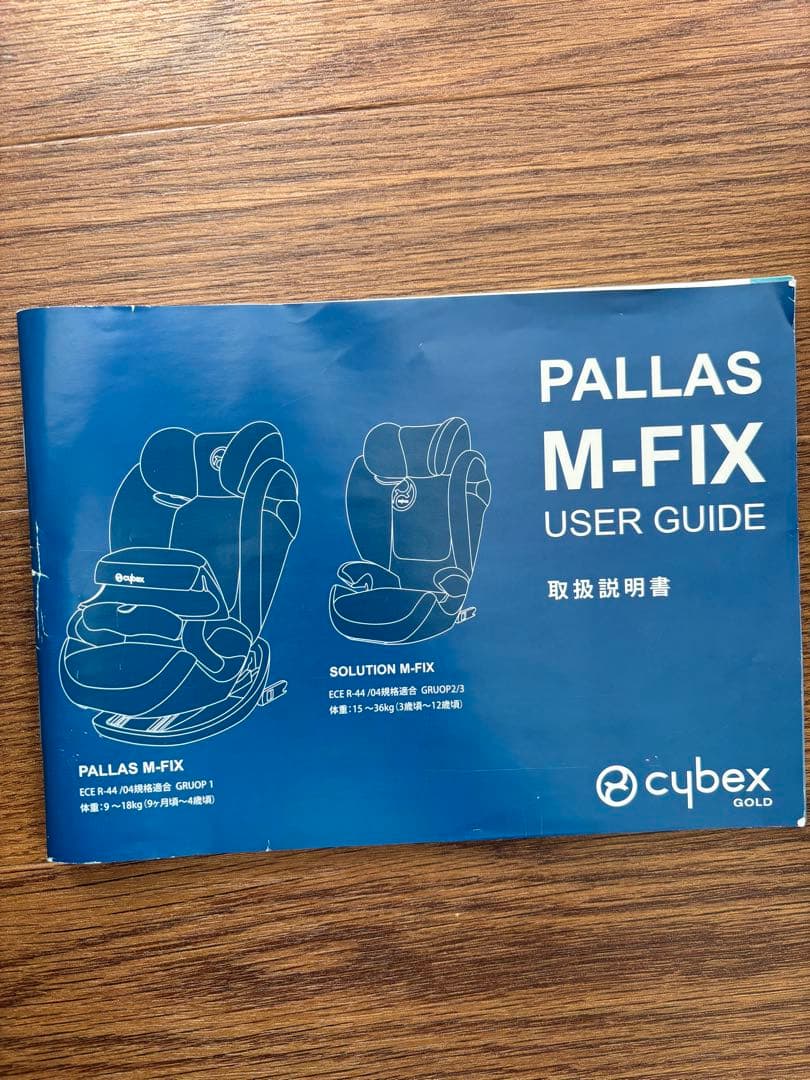 PALLAS
M-FIX
USER GUIDE
取扱説明書
cybex
SOLUTION M-FIX
ECE R-44 /04規格適合 GRUOP2/3
体重:15 〜36kg(3歳頃〜12歳頃)
PALLAS M-FIX
ECE R-44 /04規格適合 GRUOP 1
体重:9 〜18kg(9ヶ月頃〜4歳頃)
cybex
GOLD